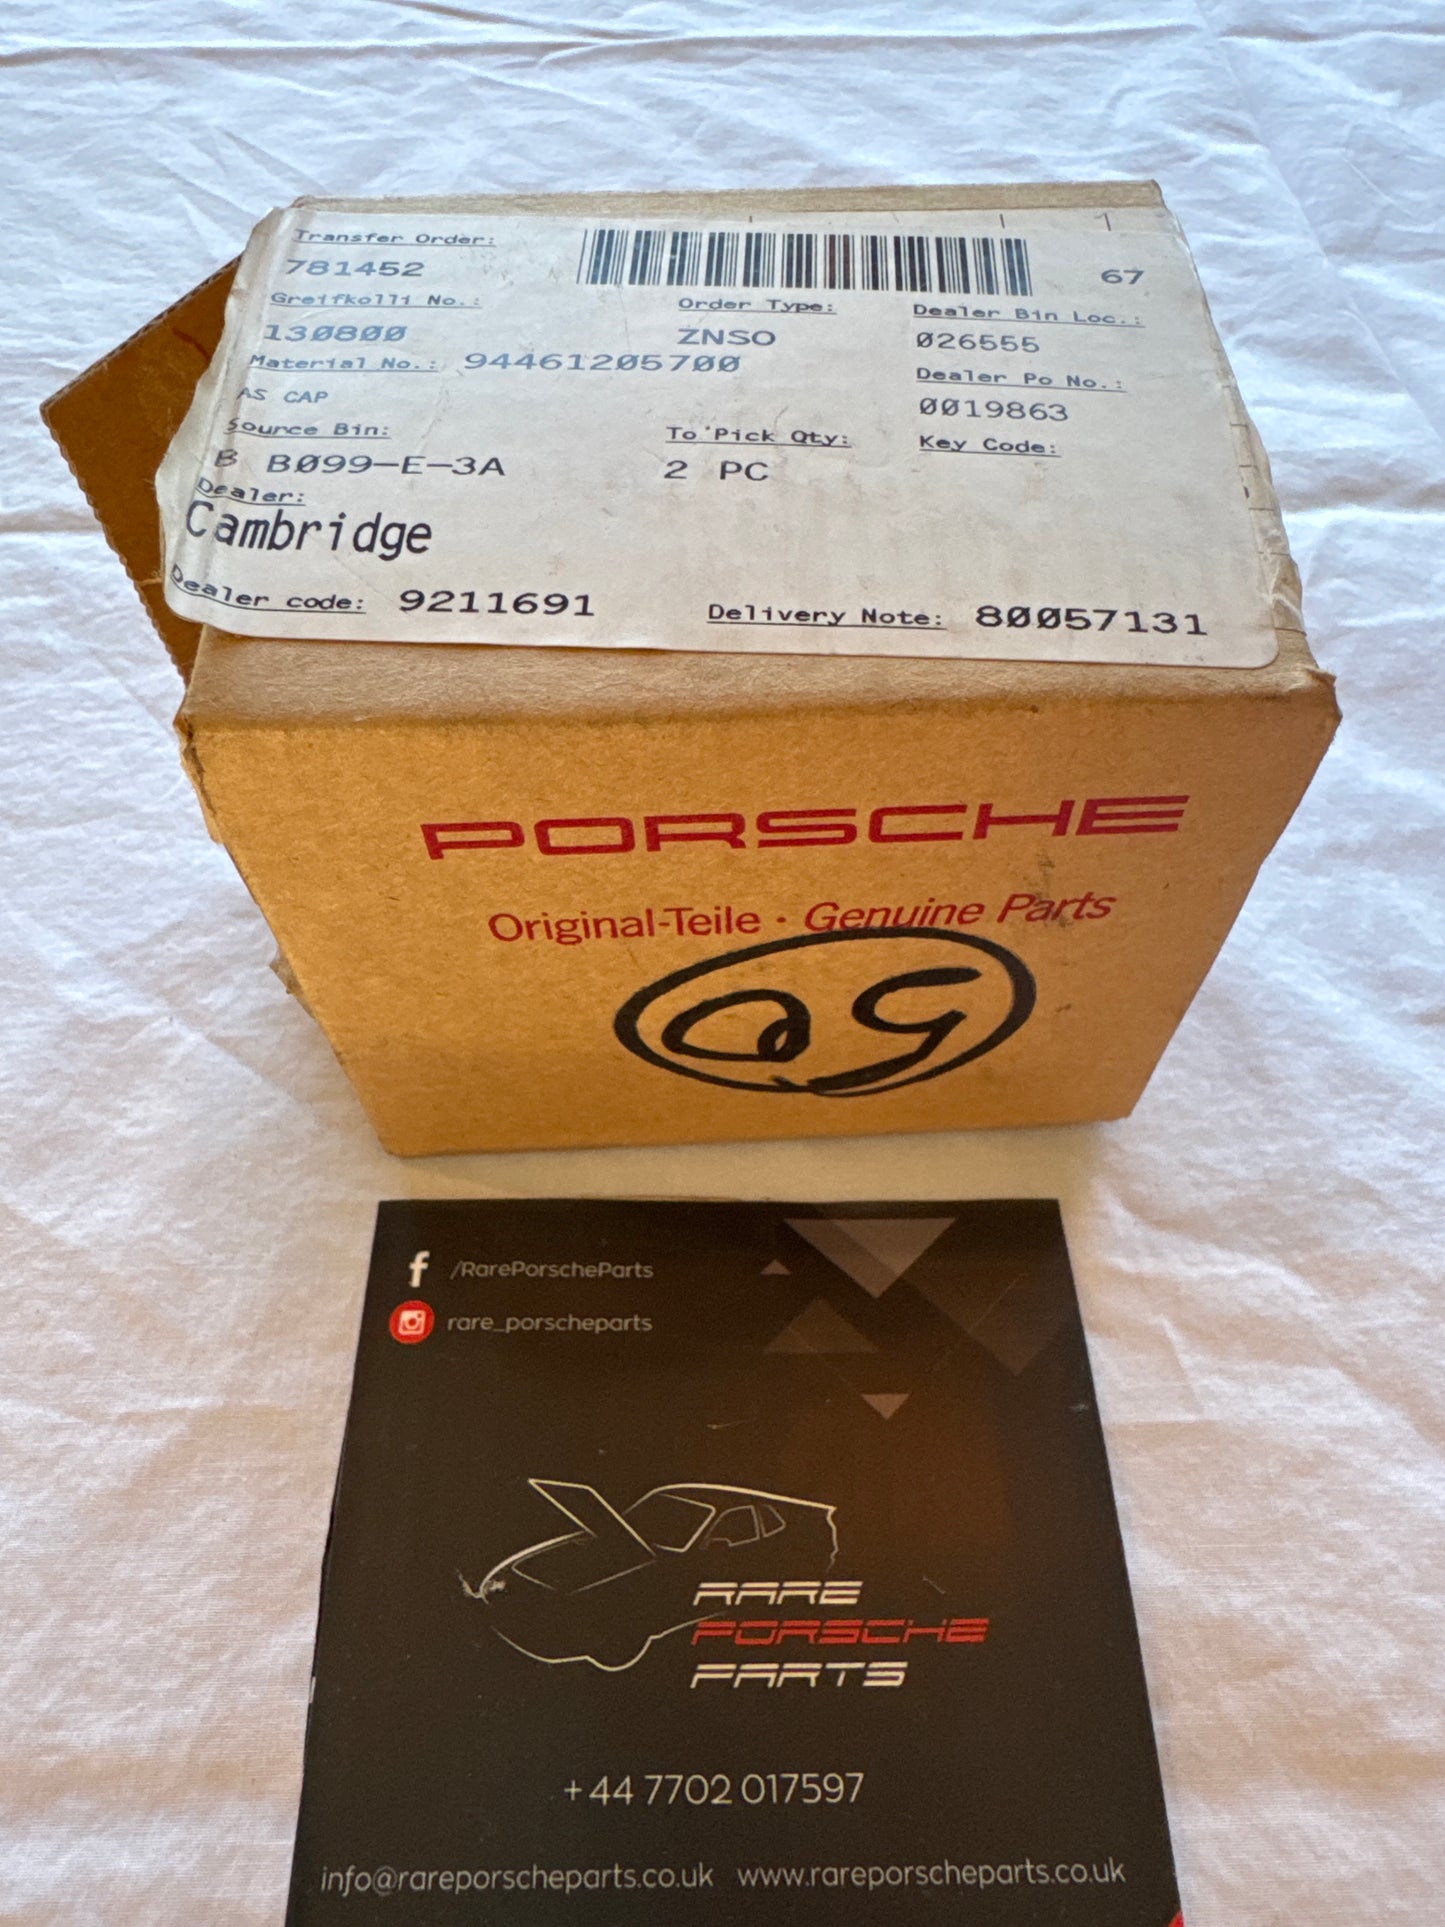 Transfer Order:
781452
67
Greifkolli No.:
Order Type:
Dealer Bin Loc.:
130800
ZNSO
026555
Material No.: 94461205700
Dealer Po No.:
AS CAP
0019863
Source Bin:
To Pick Qty:
Key Code:
B B099-E-3A
2 PC
Dealer:
Cambridge
Dealer code: 9211691
Delivery Note: 80057131
PORSCHE
Original-Teile · Genuine Parts
f /RarePorscheParts
rare_porscheparts
RARE
PORSCHE
PARTS
+44 7702 017597
info@rareporscheparts.co.uk www.rareporscheparts.co.uk